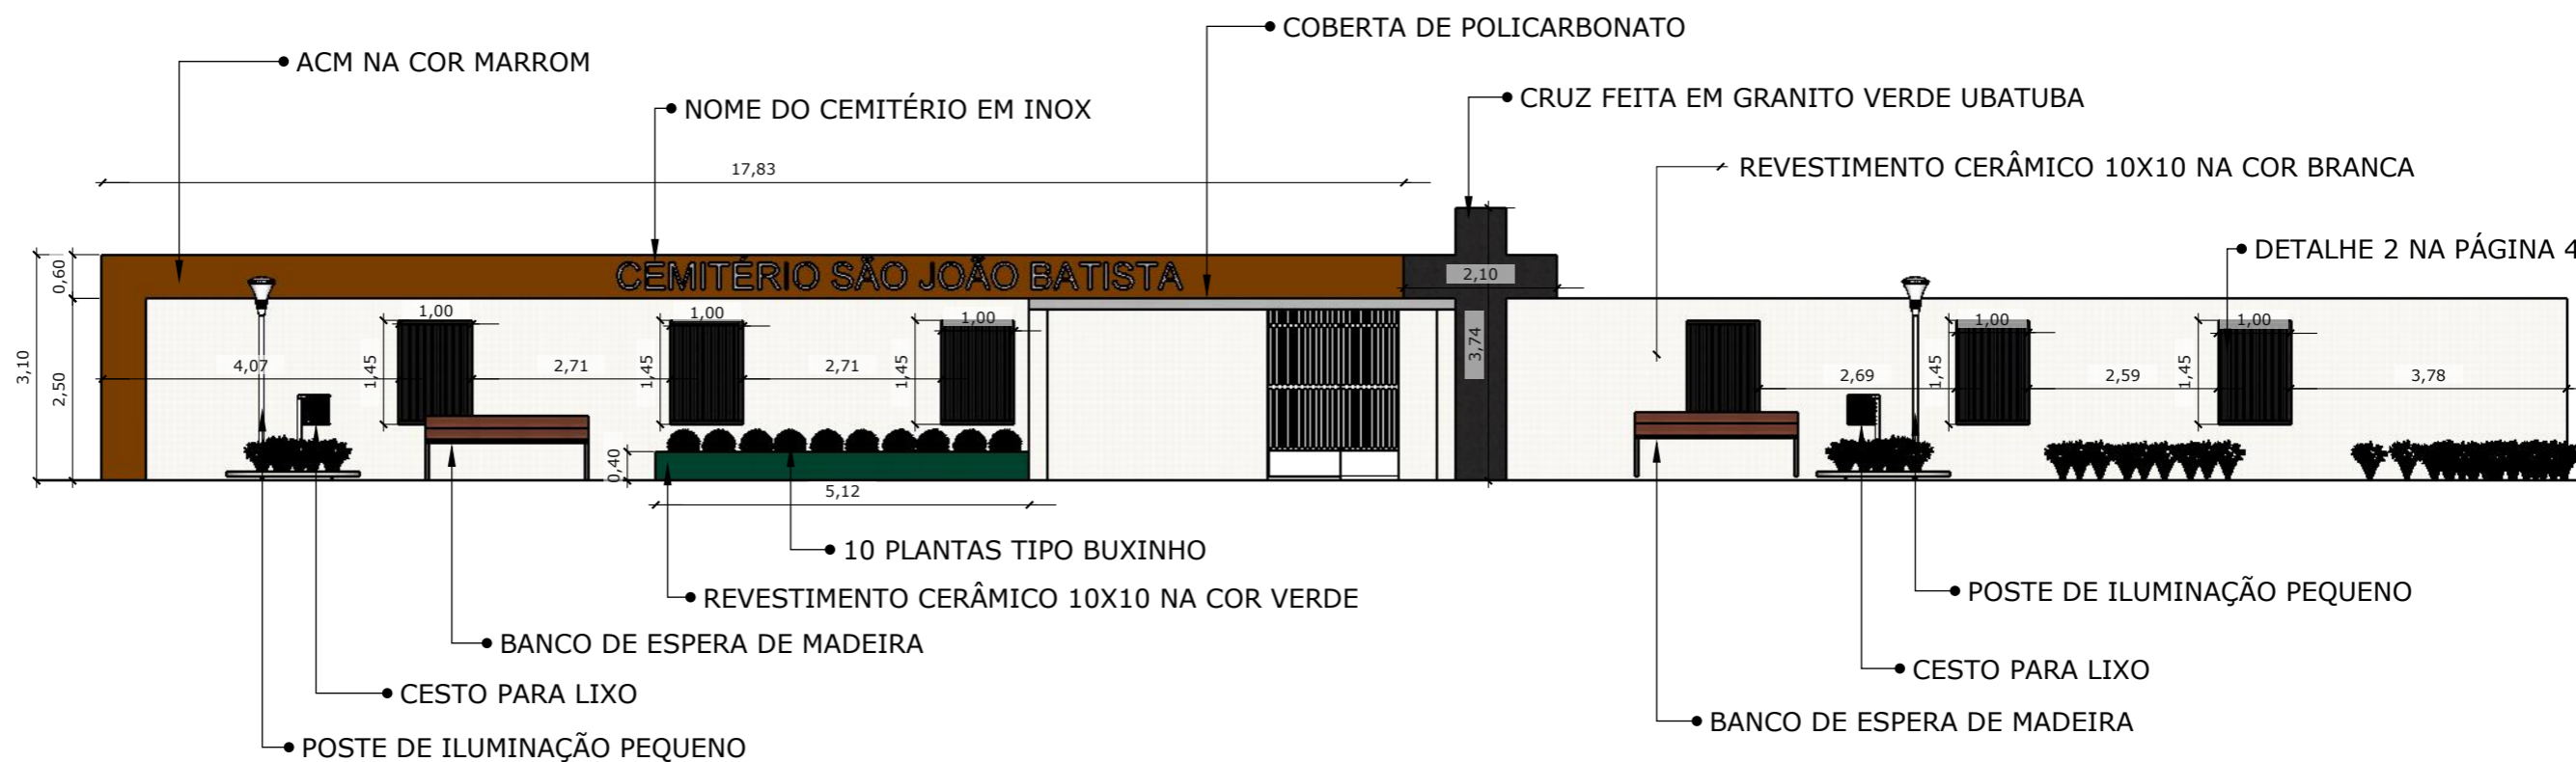 COBERTA DE POLICARBONATO
ACM NA COR MARROM
CRUZ FEITA EM GRANITO VERDE UBATUBA
NOME DO CEMITÉRIO EM INOX
17,83
REVESTIMENTO CERÂMICO 10X10 NA COR BRANCA
DETALHE 2 NA PÁGINA 4
0,60
CEMITÉRIO SÃO JOÃO BATISTA
2,10
3,10
2,50
1,00
1,00
1,00
1,00
1,00
4,07
1,45
2,71
1,45
2,71
1,45
3,74
2,69
1,45
2,59
1,45
3,78
0,40
5,12
10 PLANTAS TIPO BUXINHO
REVESTIMENTO CERÂMICO 10X10 NA COR VERDE
POSTE DE ILUMINAÇÃO PEQUENO
BANCO DE ESPERA DE MADEIRA
CESTO PARA LIXO
CESTO PARA LIXO
BANCO DE ESPERA DE MADEIRA
POSTE DE ILUMINAÇÃO PEQUENO